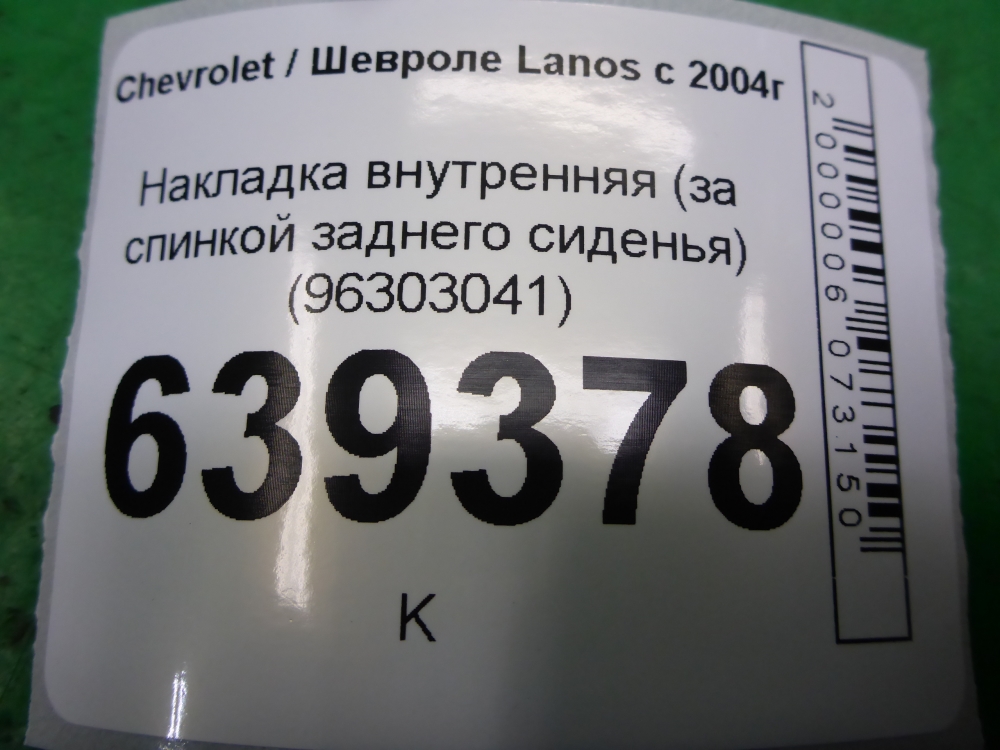 Chevrolet / Шевроле Lanos с 2004г
Накладка внутренняя (за
спинкой заднего сиденья)
(96303041)
639378
К
2000006073150